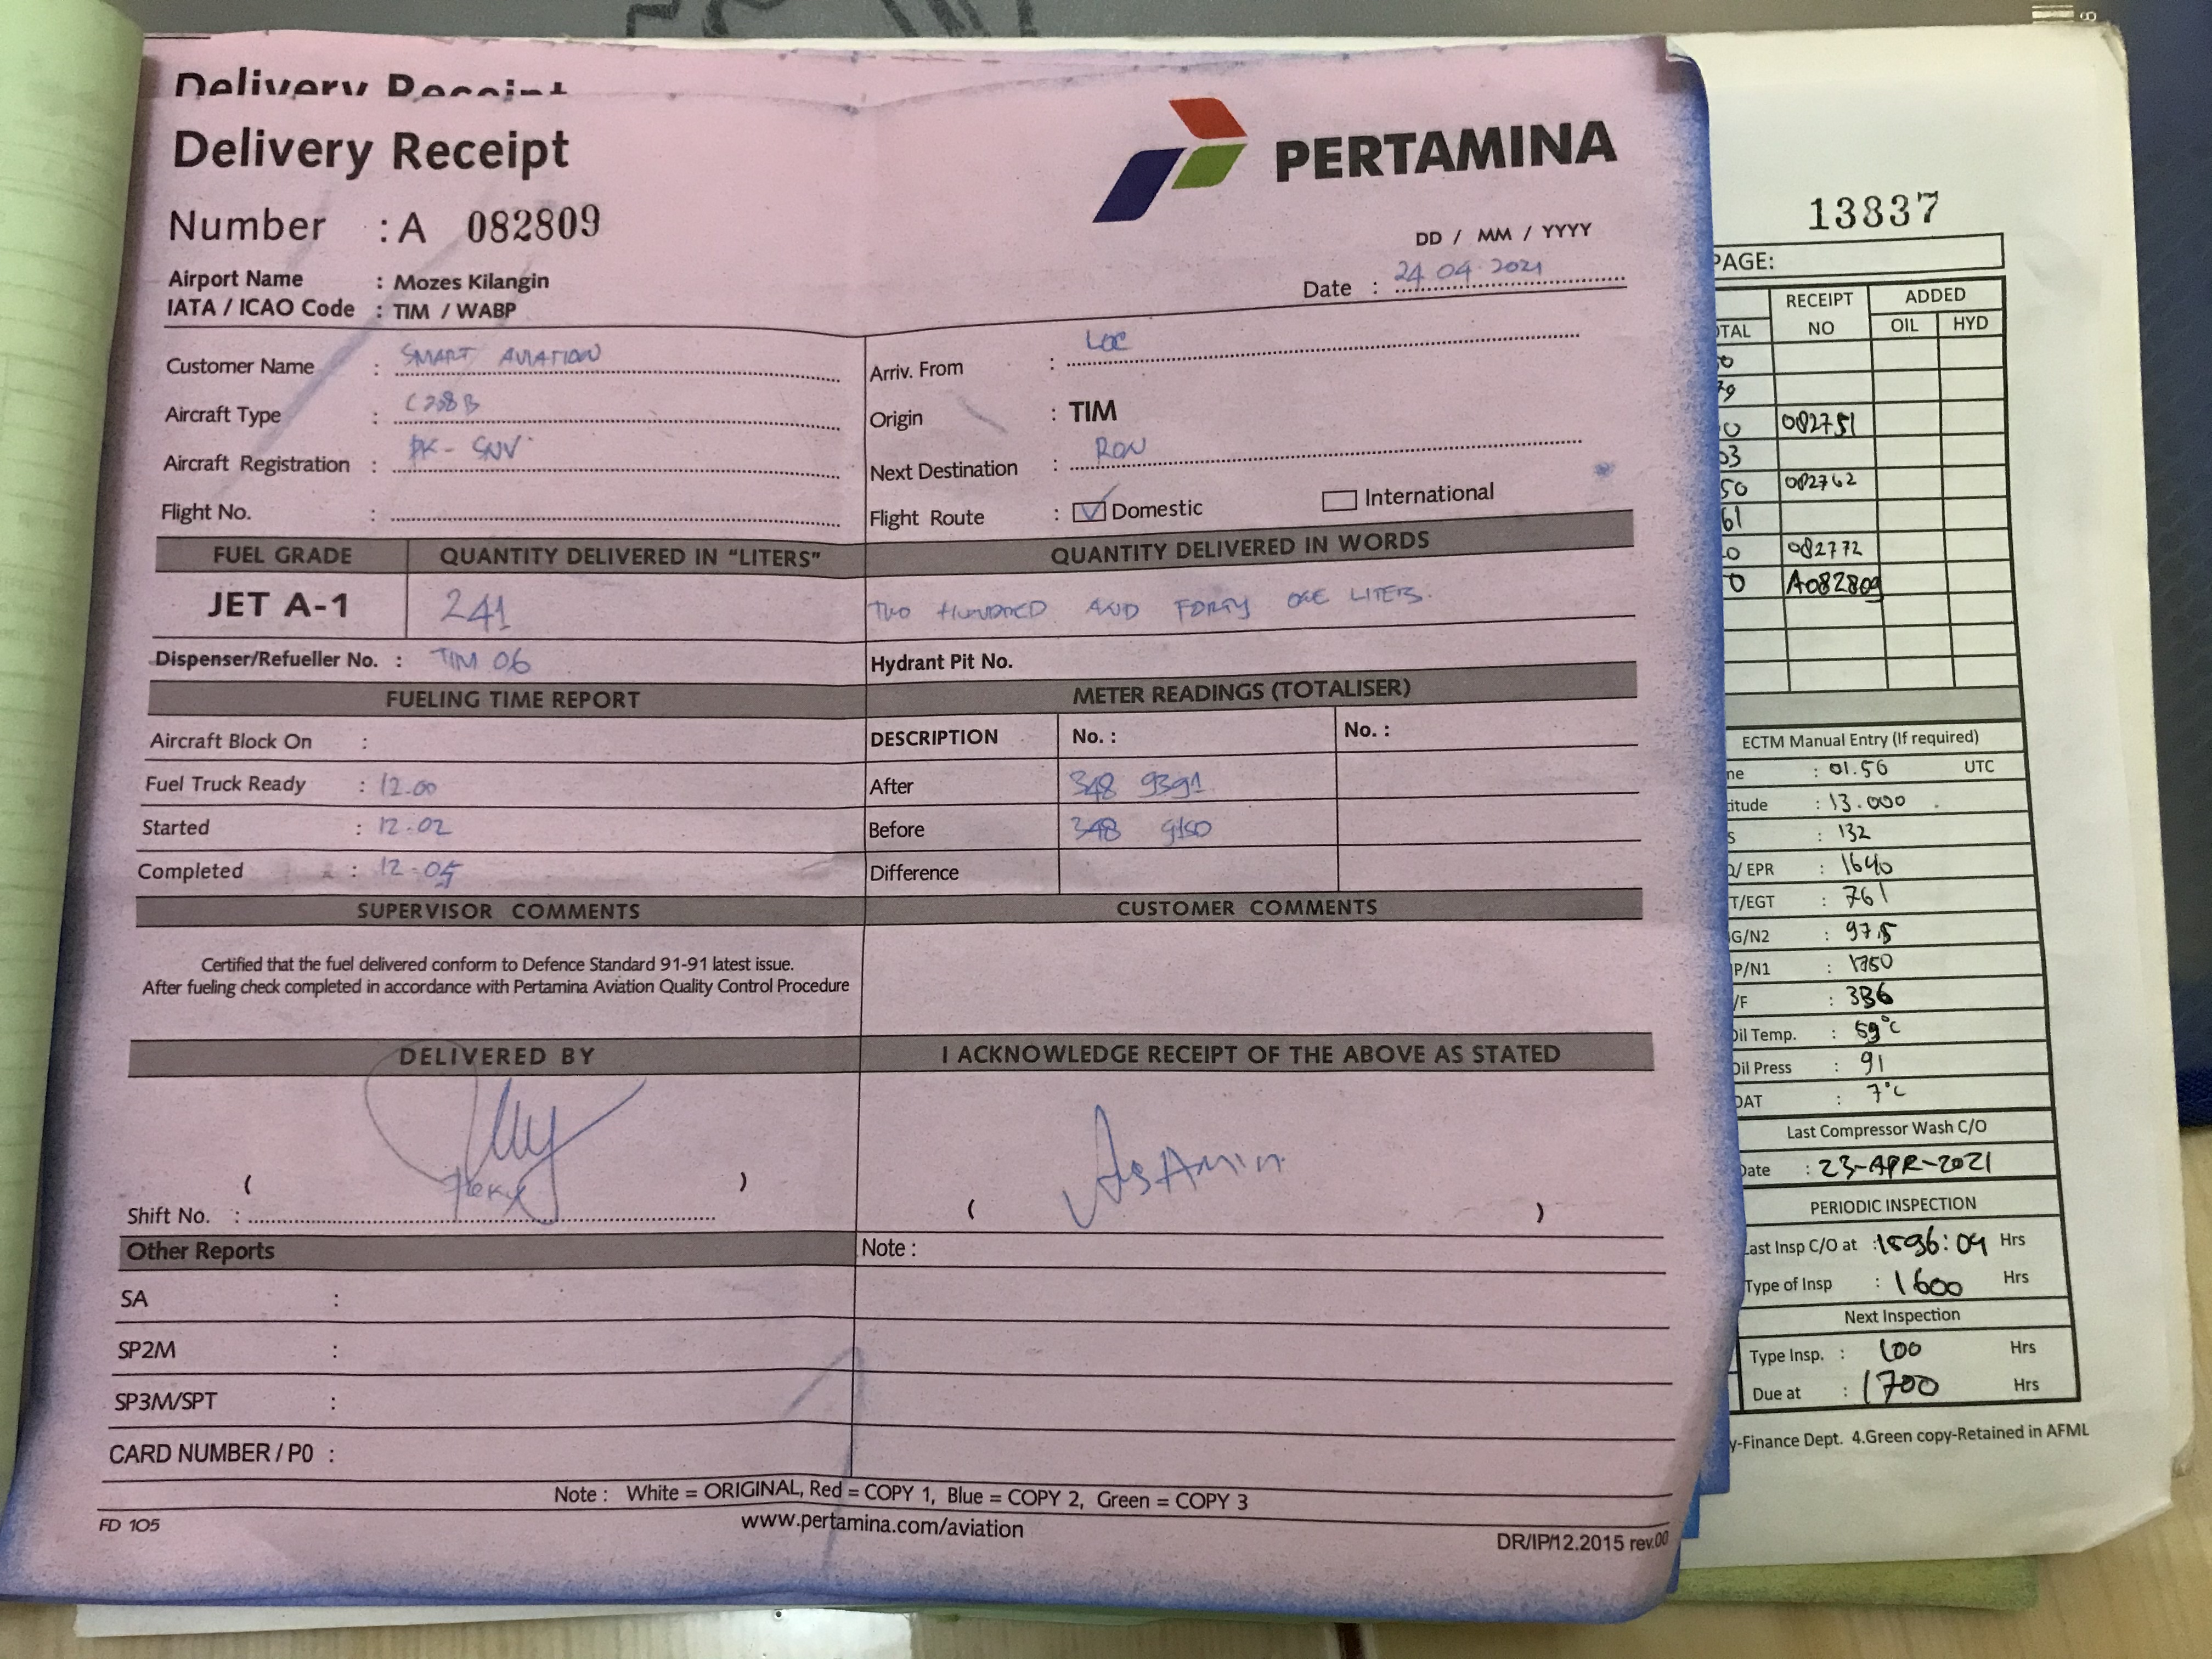 Delivery Receipt
Delivery Receipt
PERTAMINA
Number : A 082809
DD / MM / YYYY
Date : 24 04 2021
Airport Name : Mozes Kilangin
IATA / ICAO Code : TIM / WABP
Customer Name : SMART AVIATION
Aircraft Type : C208B
Aircraft Registration : PK - SNV
Flight No. :
Arriv. From : LOC
Origin : TIM
Next Destination : RON
Flight Route : Domestic International
FUEL GRADE QUANTITY DELIVERED IN "LITERS" QUANTITY DELIVERED IN WORDS
JET A-1 241 TWO HUNDRED AND FORTY ONE LITERS.
Dispenser/Refueller No. : TIM 06 Hydrant Pit No.
FUELING TIME REPORT METER READINGS (TOTALISER)
Aircraft Block On : DESCRIPTION No. : No. :
Fuel Truck Ready : 12.00 After 348 9391
Started : 12.02 Before 348 9150
Completed : 12.05 Difference
SUPERVISOR COMMENTS CUSTOMER COMMENTS
Certified that the fuel delivered conform to Defence Standard 91-91 latest issue.
After fueling check completed in accordance with Pertamina Aviation Quality Control Procedure
DELIVERED BY I ACKNOWLEDGE RECEIPT OF THE ABOVE AS STATED
( ) ( )
Shift No. :
Other Reports Note :
SA :
SP2M :
SP3M/SPT :
CARD NUMBER / P0 :
Note : White = ORIGINAL, Red = COPY 1, Blue = COPY 2, Green = COPY 3
FD 105 www.pertamina.com/aviation DR/IP/12.2015 rev.00
13837
PAGE:
RECEIPT ADDED
OTAL NO OIL HYD
082751
03
50 082762
61
082772
0 A082809
ECTM Manual Entry (If required)
: 01.56 UTC
: 13.000
: 132
/ EPR : 1640
T/EGT : 761
G/N2 : 97.5
P/N1 : 1750
/F : 336
Oil Temp. : 59°C
Oil Press : 91
OAT : 7°C
Last Compressor Wash C/O
Date : 23-APR-2021
PERIODIC INSPECTION
Last Insp C/O at : 1596:09 Hrs
Type of Insp : 1600 Hrs
Next Inspection
Type Insp. : 100 Hrs
Due at : 1700 Hrs
y-Finance Dept. 4.Green copy-Retained in AFML